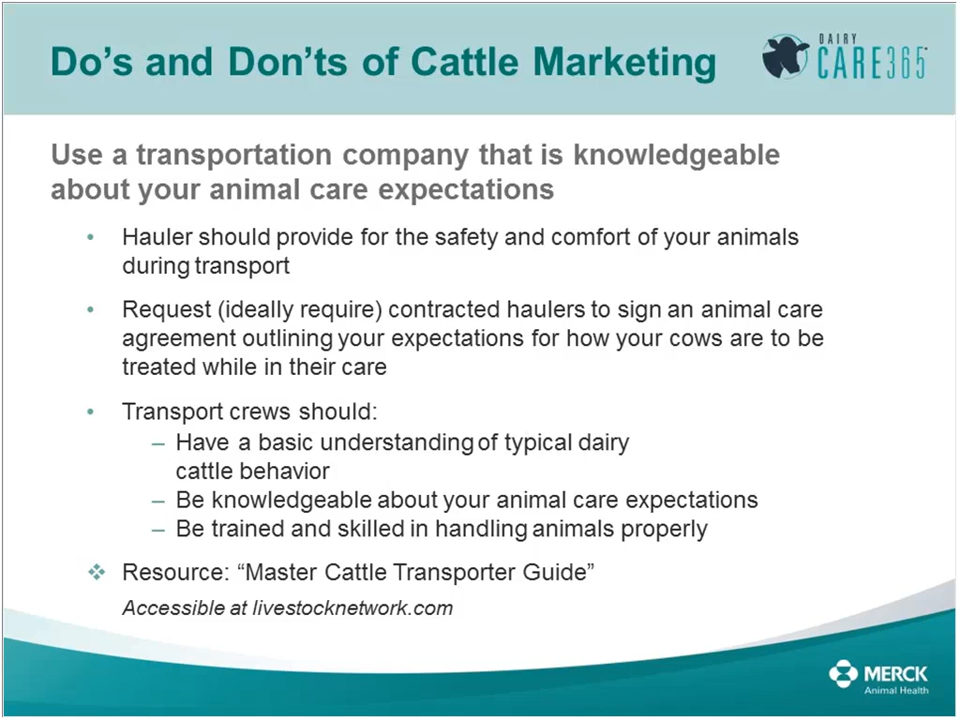 Do's and Don'ts of Cattle Marketing
DAIRY
CARE365™
Use a transportation company that is knowledgeable
about your animal care expectations
• Hauler should provide for the safety and comfort of your animals
during transport
• Request (ideally require) contracted haulers to sign an animal care
agreement outlining your expectations for how your cows are to be
treated while in their care
• Transport crews should:
– Have a basic understanding of typical dairy
cattle behavior
– Be knowledgeable about your animal care expectations
– Be trained and skilled in handling animals properly
❖ Resource: “Master Cattle Transporter Guide”
Accessible at livestocknetwork.com
MERCK
Animal Health